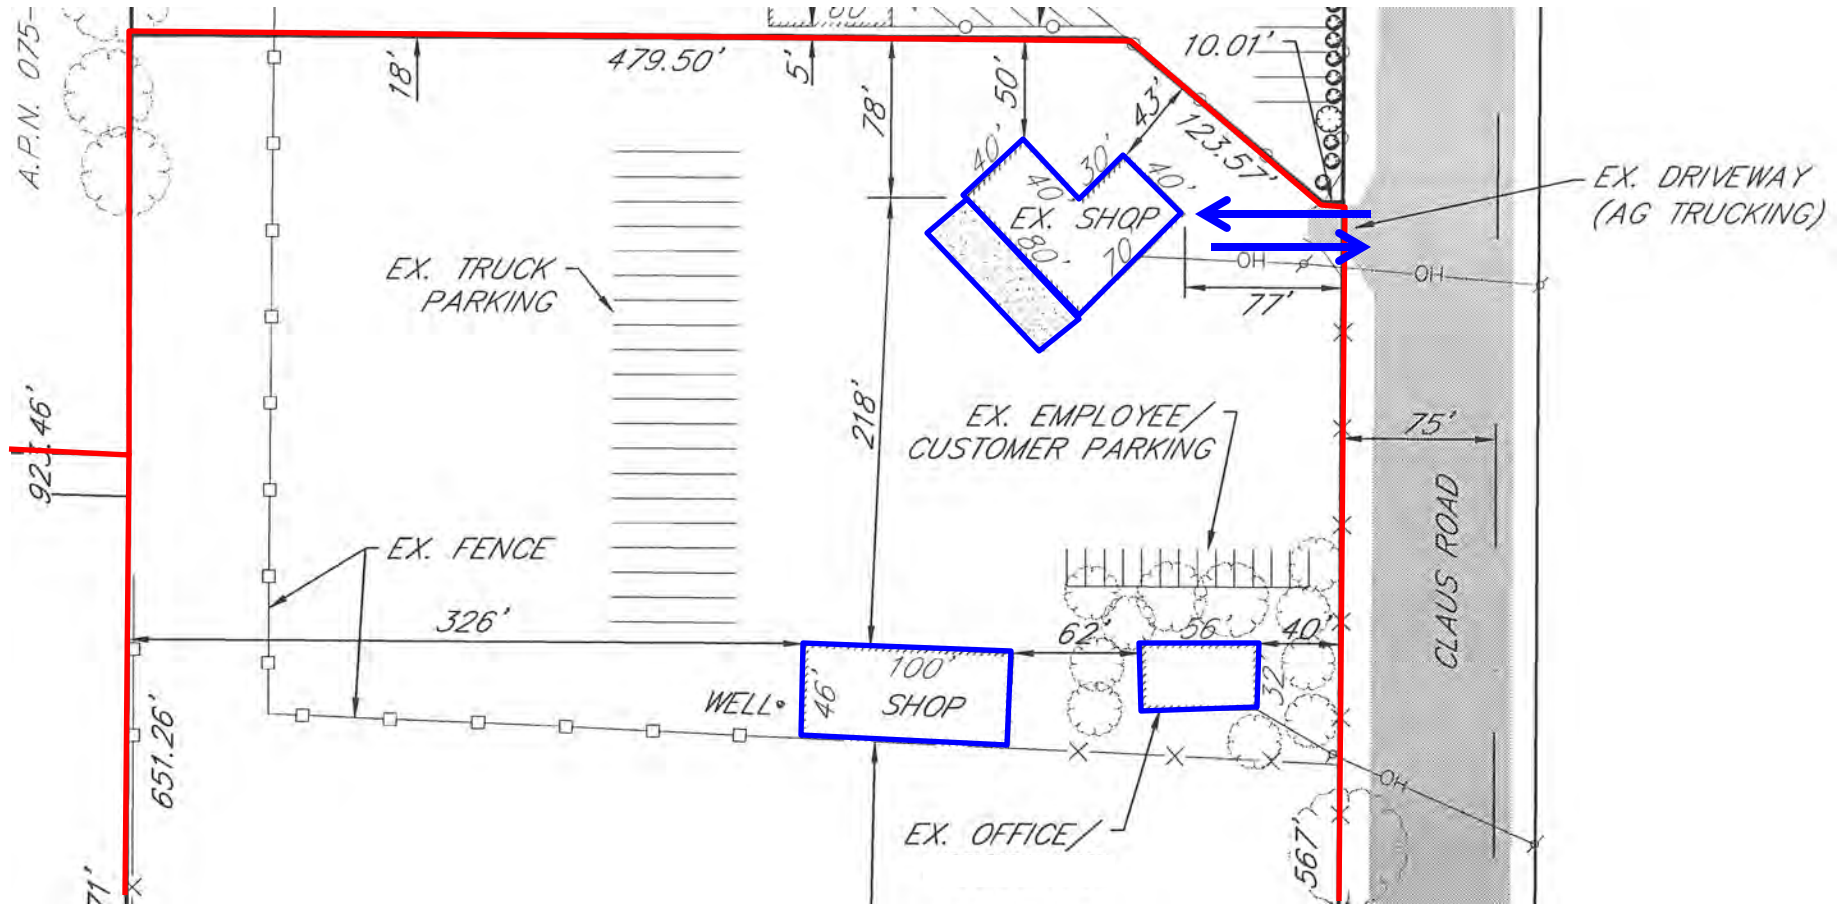 A.P.N. 075-
18'
479.50'
5'
78'
50'
43'
10.01'
123.57'
40'
40'
30'
40'
EX. SHOP
80'
70'
EX. DRIVEWAY
(AG TRUCKING)
OH
OH
77'
EX. TRUCK
PARKING
218'
EX. EMPLOYEE/
CUSTOMER PARKING
75'
CLAUS ROAD
EX. FENCE
326'
62'
56'
40'
32'
100'
46'
SHOP
WELL
651.26'
OH
EX. OFFICE/
567'
71'